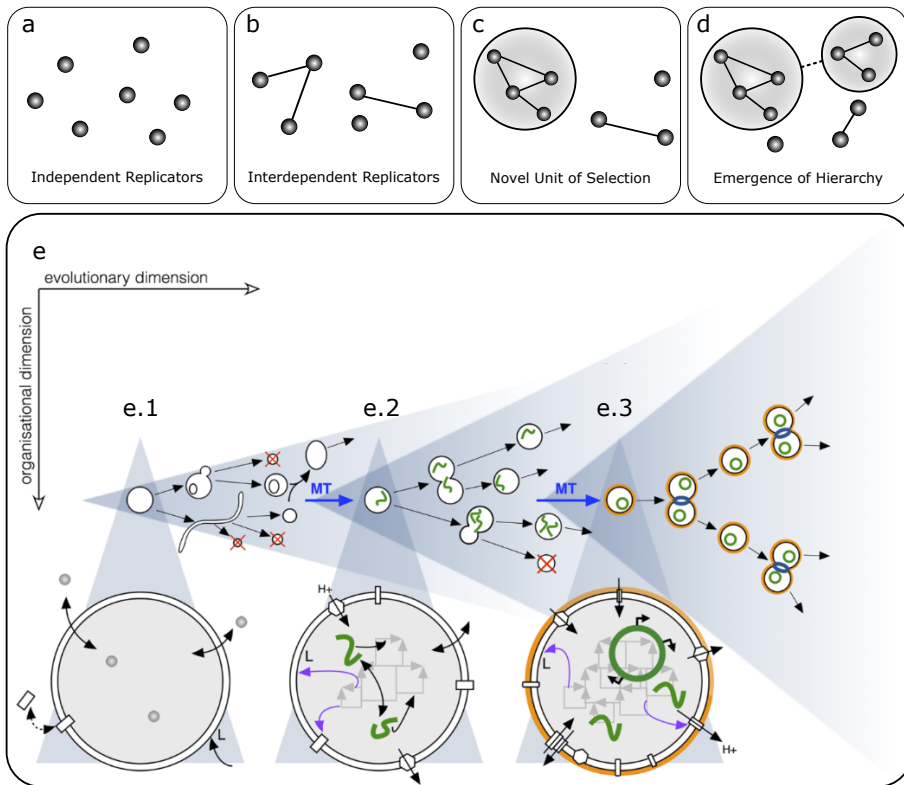 a
Independent Replicators
b
Interdependent Replicators
c
Novel Unit of Selection
d
Emergence of Hierarchy
e
evolutionary dimension
organisational dimension
e.1
e.2
e.3
MT
MT
L
H+
L
L
H+